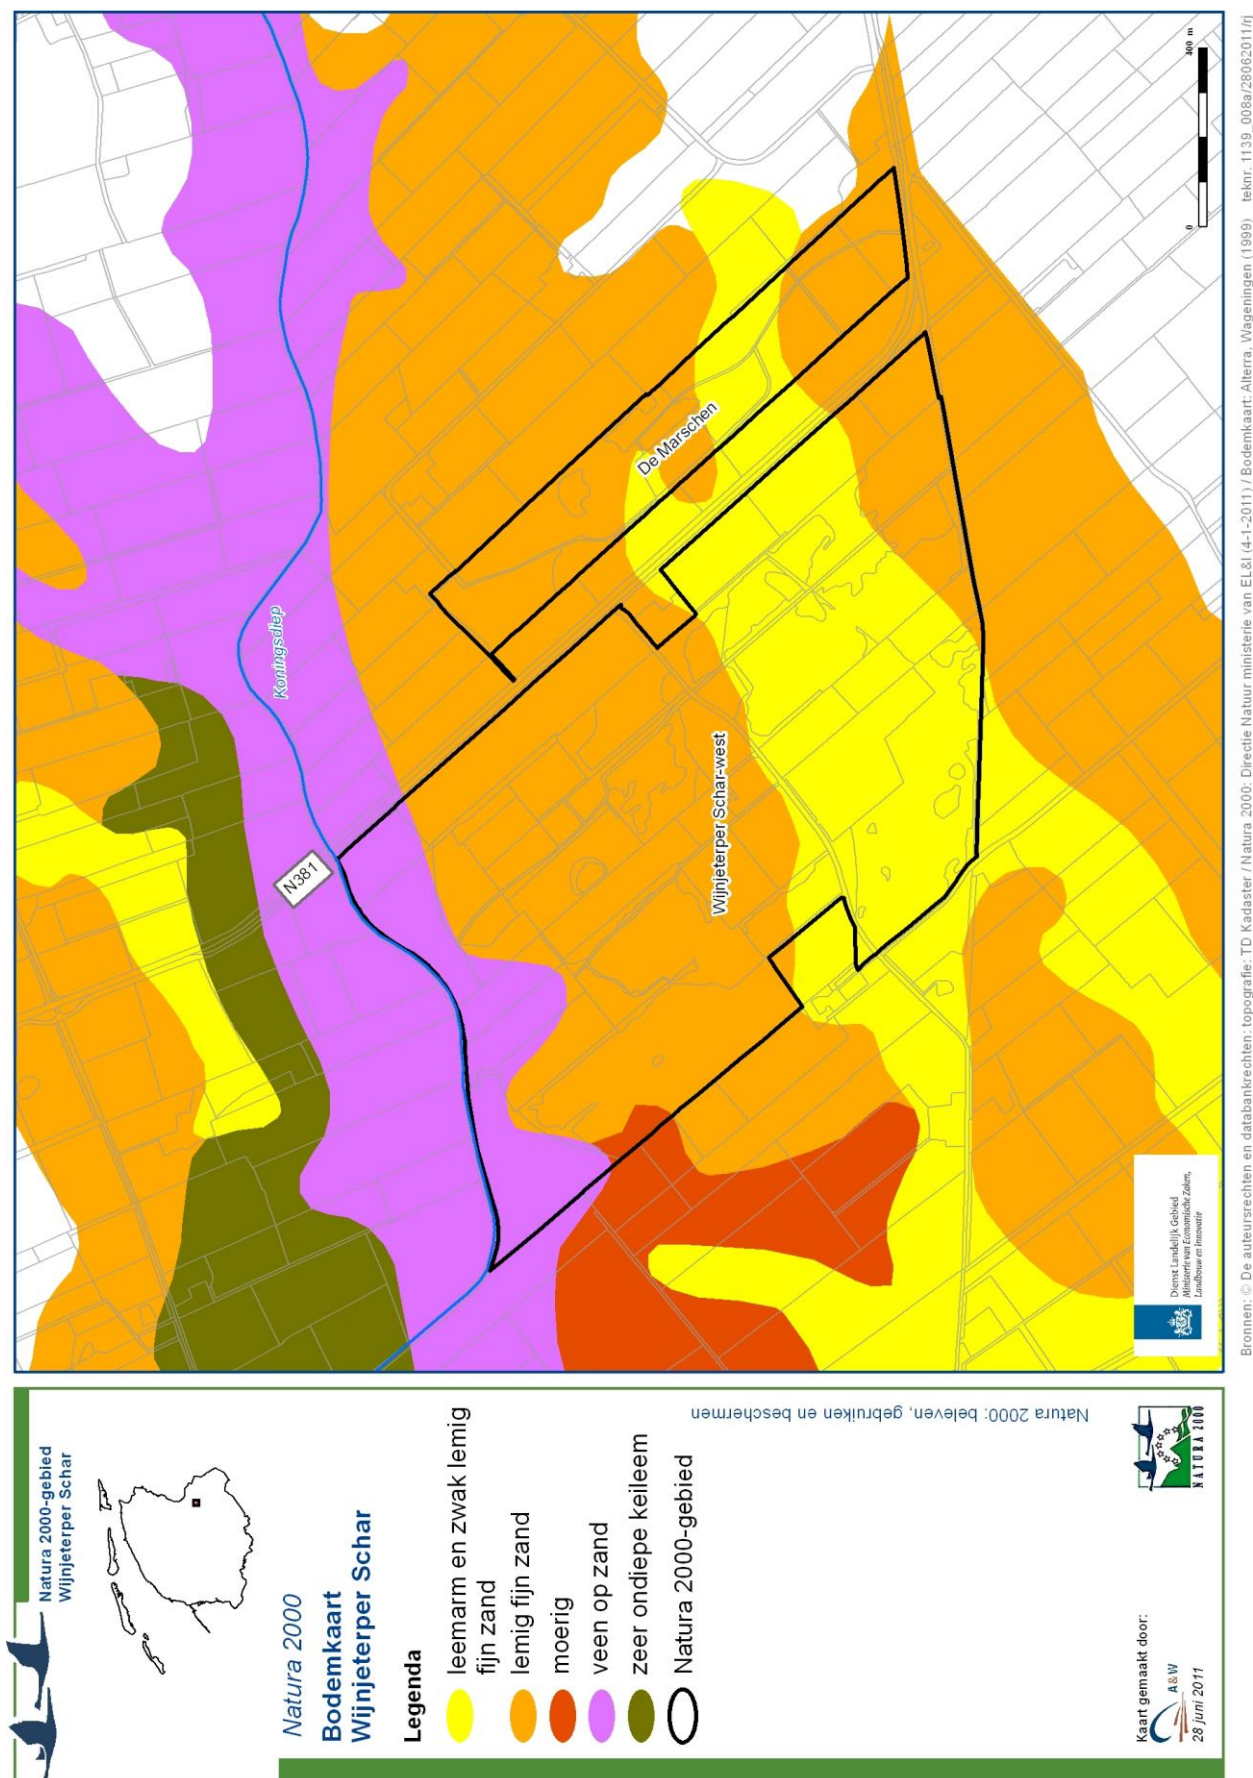 Natura 2000-gebied
Wijnjeterper Schar
Natura 2000
Bodemkaart
Wijnjeterper Schar
Legenda
leemarm en zwak lemig
fijn zand
lemig fijn zand
moerig
veen op zand
zeer ondiepe keileem
Natura 2000-gebied
Natura 2000: beleven, gebruiken en beschermen
Kaart gemaakt door:
A&W
28 juni 2011
NATURA 2000
Koningsdiep
N381
De Marschen
Wijnjeterper Schar-west
0 400 m
Dienst Landelijk Gebied
Ministerie van Economische Zaken,
Landbouw en Innovatie
Bronnen: © De auteursrechten en databankrechten: topografie: TD Kadaster / Natura 2000: Directie Natuur ministerie van EL&I (4-1-2011) / Bodemkaart: Alterra, Wageningen (1999) teknr. 1139_008a/28062011/rj